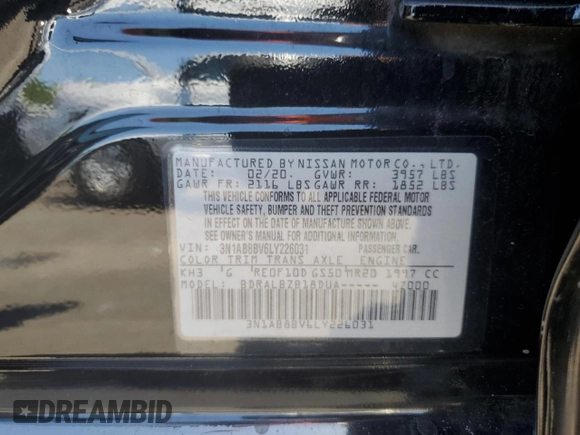 MANUFACTURED BY NISSAN MOTOR CO., LTD.
DATE: 02/20 GVWR: 3957 LBS
GAWR FR: 2116 LBS GAWR RR: 1852 LBS
THIS VEHICLE CONFORMS TO ALL APPLICABLE FEDERAL MOTOR
VEHICLE SAFETY, BUMPER AND THEFT PREVENTION STANDARDS
IN EFFECT ON THE DATE OF MANUFACTURE SHOWN ABOVE.
SEE OWNER'S MANUAL FOR ADDITIONAL INFORMATION.
VIN: 3N1AB8BV6LY226031 PASSENGER CAR.
COLOR TRIM TRANS AXLE ENGINE
KH3 G RE0F10D GS50 MR20 1997 CC
MODEL: BDRALBZB18DUA----- 47000
3N1AB8BV6LY226031
DREAMBID